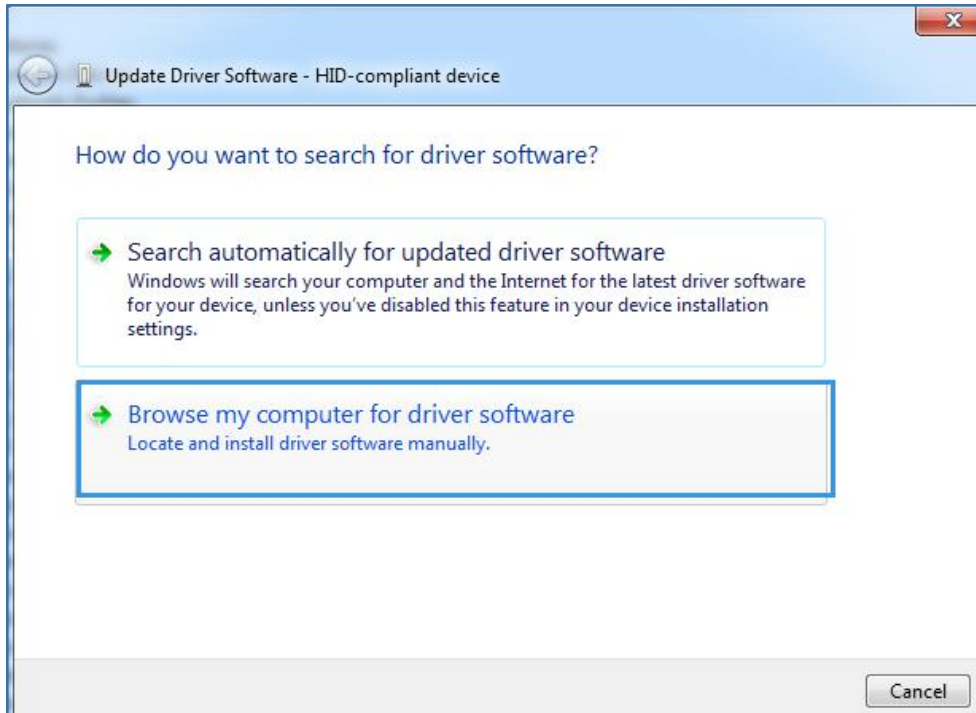 Update Driver Software - HID-compliant device
How do you want to search for driver software?
Search automatically for updated driver software
Windows will search your computer and the Internet for the latest driver software
for your device, unless you've disabled this feature in your device installation
settings.
Browse my computer for driver software
Locate and install driver software manually.
Cancel